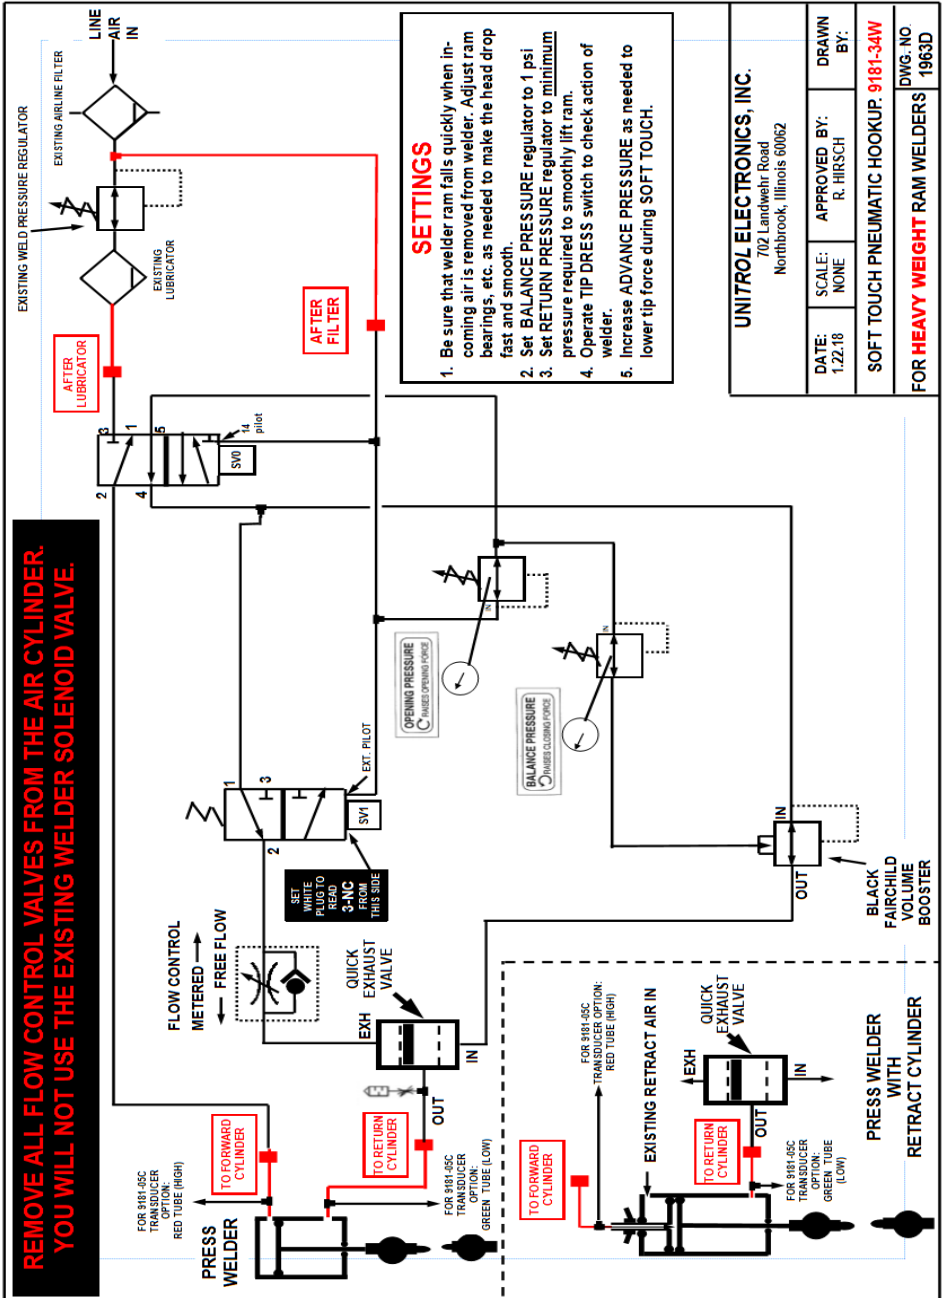 REMOVE ALL FLOW CONTROL VALVES FROM THE AIR CYLINDER.
YOU WILL NOT USE THE EXISTING WELDER SOLENOID VALVE.
LINE
AIR
IN
EXISTING AIRLINE FILTER
EXISTING WELD PRESSURE REGULATOR
EXISTING
LUBRICATOR
AFTER
LUBRICATOR
AFTER
FILTER
2
3
1
4
5
14
pilot
SV0
SETTINGS
1. Be sure that welder ram falls quickly when in-
coming air is removed from welder. Adjust ram
bearings, etc. as needed to make the head drop
fast and smooth.
2. Set BALANCE PRESSURE regulator to 1 psi
3. Set RETURN PRESSURE regulator to minimum
pressure required to smoothly lift ram.
4. Operate TIP DRESS switch to check action of
welder.
5. Increase ADVANCE PRESSURE as needed to
lower tip force during SOFT TOUCH.
UNITROL ELECTRONICS, INC.
702 Landwehr Road
Northbrook, Illinois 60062
DATE:
1.22.18
SCALE:
NONE
APPROVED BY:
R. HIRSCH
DRAWN
BY:
SOFT TOUCH PNEUMATIC HOOKUP. 9181-34W
FOR HEAVY WEIGHT RAM WELDERS
DWG. NO.
1963D
IN
OPENING PRESSURE
RAISES OPENING FORCE
IN
BALANCE PRESSURE
RAISES CLOSING FORCE
1
3
2
SV1
EXT. PILOT
SET
WHITE
PLUG TO
READ
3-NC
FROM
THIS SIDE
IN
OUT
BLACK
FAIRCHILD
VOLUME
BOOSTER
FLOW CONTROL
METERED
FREE FLOW
QUICK
EXHAUST
VALVE
EXH
IN
OUT
TO FORWARD
CYLINDER
TO RETURN
CYLINDER
FOR 9181-05C
TRANSDUCER
OPTION:
RED TUBE (HIGH)
FOR 9181-05C
TRANSDUCER
OPTION:
GREEN TUBE (LOW)
PRESS
WELDER
FOR 9181-05C
TRANSDUCER OPTION:
RED TUBE (HIGH)
EXISTING RETRACT AIR IN
QUICK
EXHAUST
VALVE
EXH
IN
OUT
TO FORWARD
CYLINDER
TO RETURN
CYLINDER
FOR 9181-05C
TRANSDUCER
OPTION:
GREEN TUBE
(LOW)
PRESS WELDER
WITH
RETRACT CYLINDER